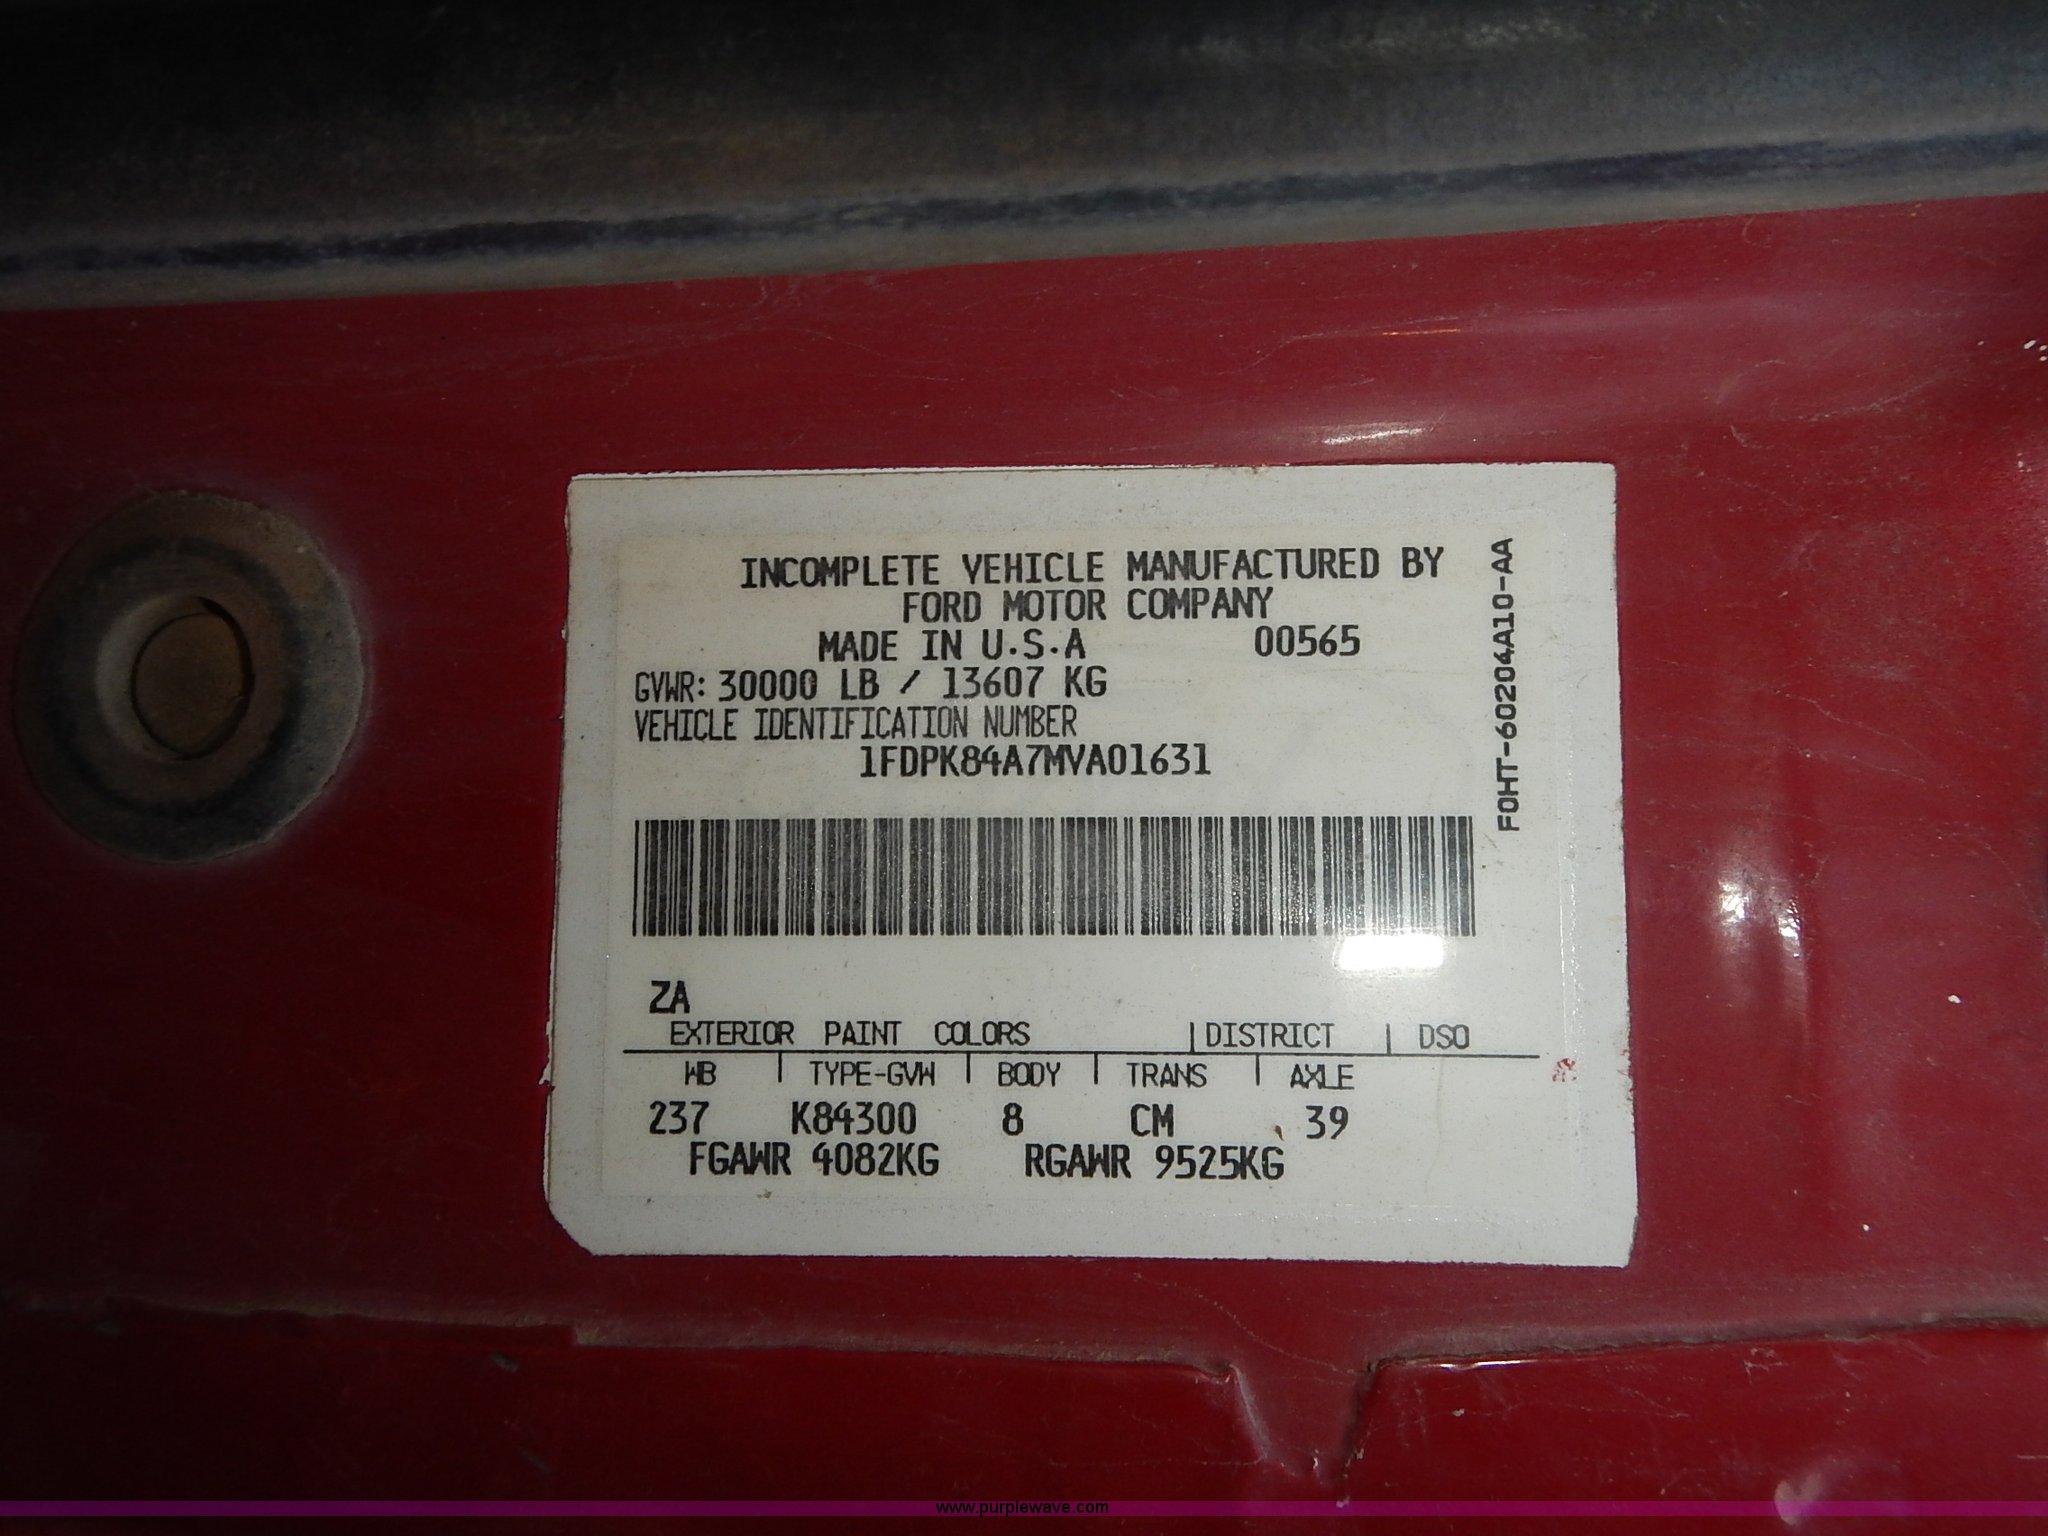 INCOMPLETE VEHICLE MANUFACTURED BY
FORD MOTOR COMPANY
MADE IN U.S.A 00565
GVWR: 30000 LB / 13607 KG
VEHICLE IDENTIFICATION NUMBER
1FDPK84A7MVA01631
F0HT-60204A10-AA
ZA
EXTERIOR PAINT COLORS | DISTRICT | DSO
WB | TYPE-GVW | BODY | TRANS | AXLE
237 K84300 8 CM 39
FGAWR 4082KG RGAWR 9525KG
www.purplewave.com